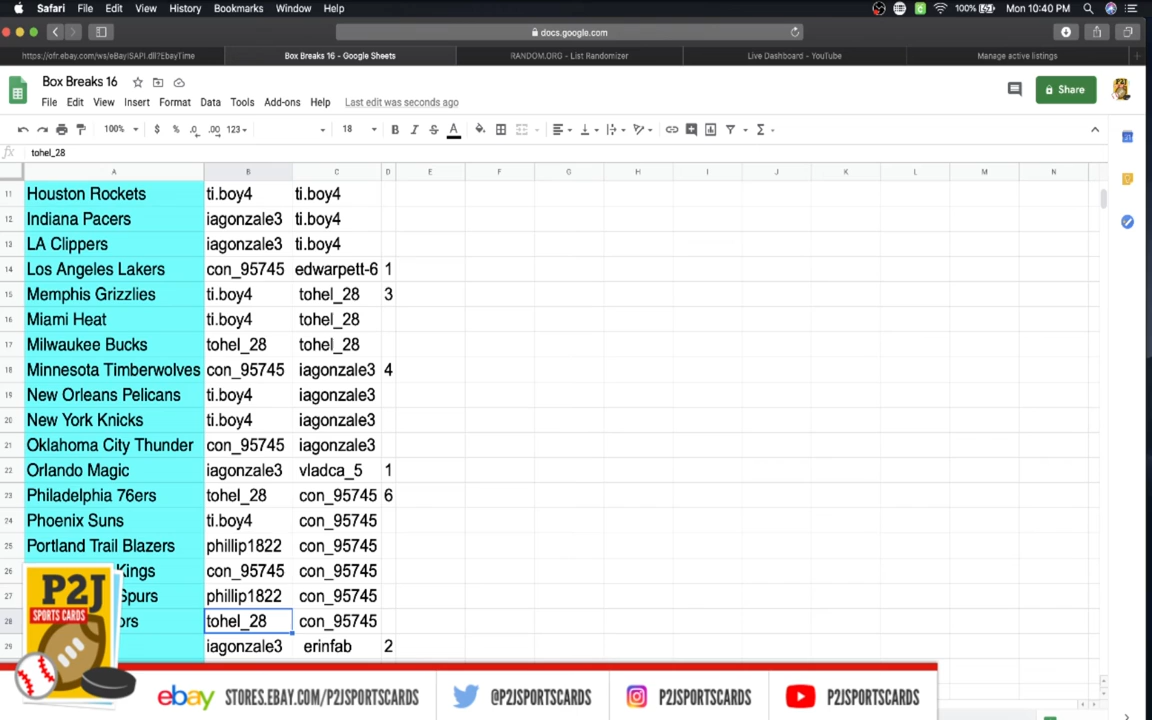 Safari File Edit View History Bookmarks Window Help 100% Mon 10:40 PM
docs.google.com
https://ofr.ebay.com/ws/eBayISAPI.dll?EbayTime Box Breaks 16 - Google Sheets RANDOM.ORG - List Randomizer Live Dashboard - YouTube Manage active listings
Box Breaks 16
File Edit View Insert Format Data Tools Add-ons Help Last edit was seconds ago
Share
100% $ % .0 .00 123 18 B I S A
fx tohel_28
A B C D E F G H I J K L M N
11 Houston Rockets ti.boy4 ti.boy4
12 Indiana Pacers iagonzale3 ti.boy4
13 LA Clippers iagonzale3 ti.boy4
14 Los Angeles Lakers con_95745 edwarpett-6 1
15 Memphis Grizzlies ti.boy4 tohel_28 3
16 Miami Heat ti.boy4 tohel_28
17 Milwaukee Bucks tohel_28 tohel_28
18 Minnesota Timberwolves con_95745 iagonzale3 4
19 New Orleans Pelicans ti.boy4 iagonzale3
20 New York Knicks ti.boy4 iagonzale3
21 Oklahoma City Thunder con_95745 iagonzale3
22 Orlando Magic iagonzale3 vladca_5 1
23 Philadelphia 76ers tohel_28 con_95745 6
24 Phoenix Suns ti.boy4 con_95745
25 Portland Trail Blazers phillip1822 con_95745
26 Kings con_95745 con_95745
27 Spurs phillip1822 con_95745
28 ors tohel_28 con_95745
29 iagonzale3 erinfab 2
P2J
SPORTS CARDS
ebay STORES.EBAY.COM/P2JSPORTSCARDS @P2JSPORTSCARDS P2JSPORTSCARDS P2JSPORTSCARDS